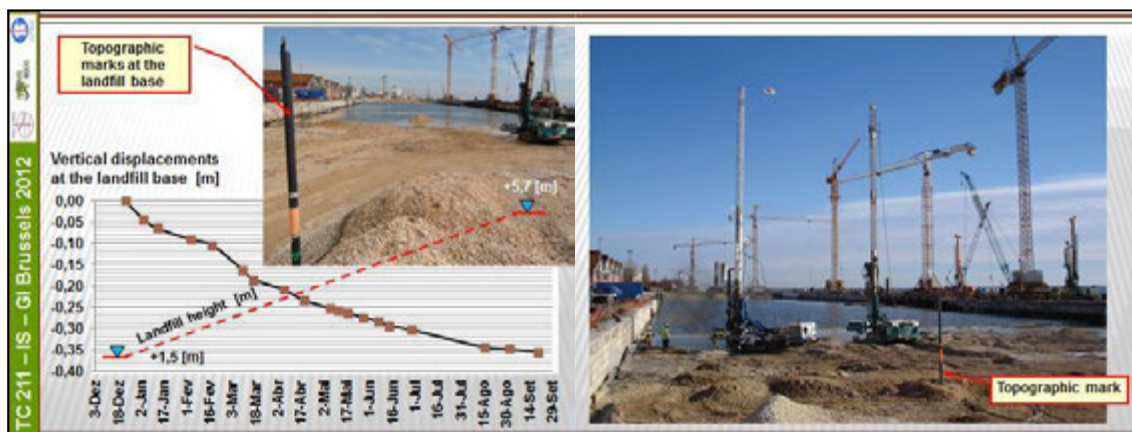 TC 211 – IS – GI Brussels 2012
Topographic
marks at the
landfill base
Vertical displacements
at the landfill base [m]
0,00
-0,05
-0,10
-0,15
-0,20
-0,25
-0,30
-0,35
-0,40
Landfill height [m]
+1,5 [m]
+5,7 [m]
3-Dez
18-Dez
2-Jan
17-Jan
1-Fev
16-Fev
3-Mar
18-Mar
2-Abr
17-Abr
2-Mai
17-Mai
1-Jun
16-Jun
1-Jul
16-Jul
31-Jul
15-Ago
30-Ago
14-Set
29-Set
Topographic mark